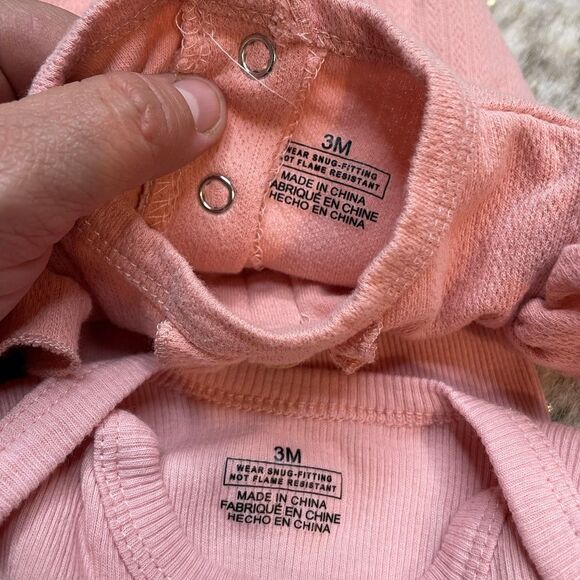 3M
WEAR SNUG-FITTING
NOT FLAME RESISTANT
MADE IN CHINA
FABRIQUÉ EN CHINE
HECHO EN CHINA
3M
WEAR SNUG-FITTING
NOT FLAME RESISTANT
MADE IN CHINA
FABRIQUÉ EN CHINE
HECHO EN CHINA